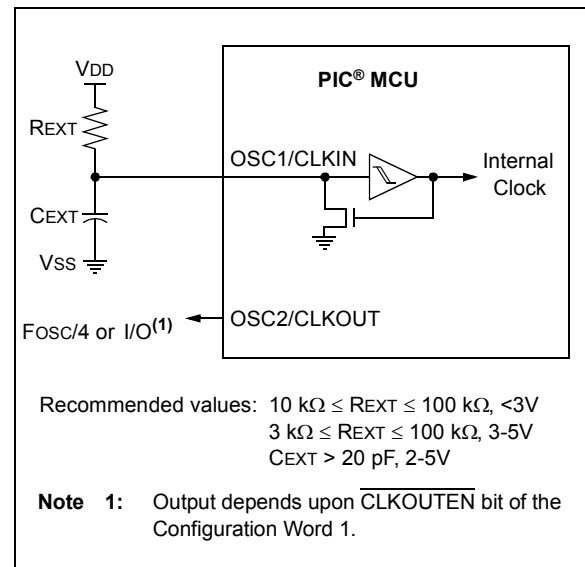 VDD
PIC® MCU
REXT
OSC1/CLKIN
Internal
Clock
CEXT
VSS
OSC2/CLKOUT
FOSC/4 or I/O(1)
Recommended values: 10 kΩ ≤ REXT ≤ 100 kΩ, <3V
3 kΩ ≤ REXT ≤ 100 kΩ, 3-5V
CEXT > 20 pF, 2-5V
Note 1: Output depends upon CLKOUTEN bit of the
Configuration Word 1.